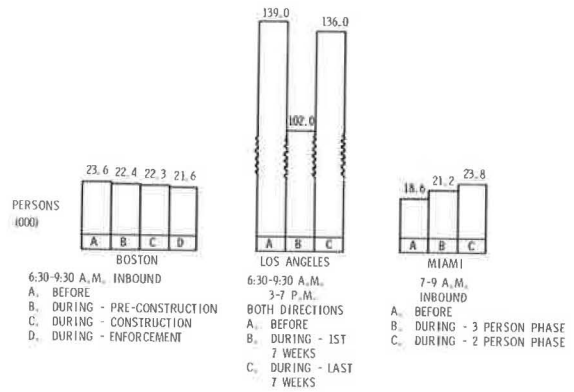 139.0
136.0
102.0
23.6 22.4 22.3 21.6
18.6 21.2 23.8
PERSONS
(000)
A B C D
A B C
A B C
BOSTON
LOS ANGELES
MIAMI
6:30-9:30 A.M. INBOUND
A. BEFORE
B. DURING - PRE-CONSTRUCTION
C. DURING - CONSTRUCTION
D. DURING - ENFORCEMENT
6:30-9:30 A.M.
3-7 P.M.
BOTH DIRECTIONS
A. BEFORE
B. DURING - 1ST
7 WEEKS
C. DURING - LAST
7 WEEKS
7-9 A.M.
INBOUND
A. BEFORE
B. DURING - 3 PERSON PHASE
C. DURING - 2 PERSON PHASE